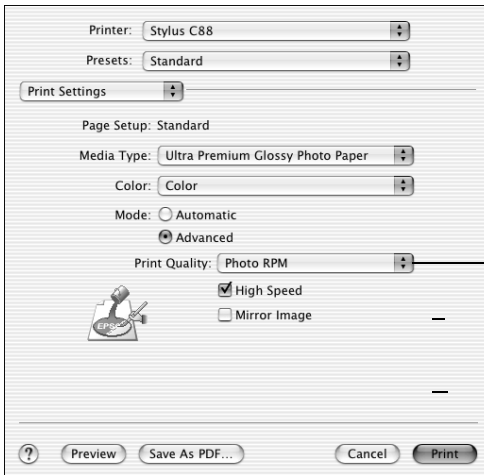 Printer: Stylus C88
Presets: Standard
Print Settings
Page Setup: Standard
Media Type: Ultra Premium Glossy Photo Paper
Color: Color
Mode: Automatic
Advanced
Print Quality: Photo RPM
High Speed
Mirror Image
EPSON
? Preview Save As PDF... Cancel Print